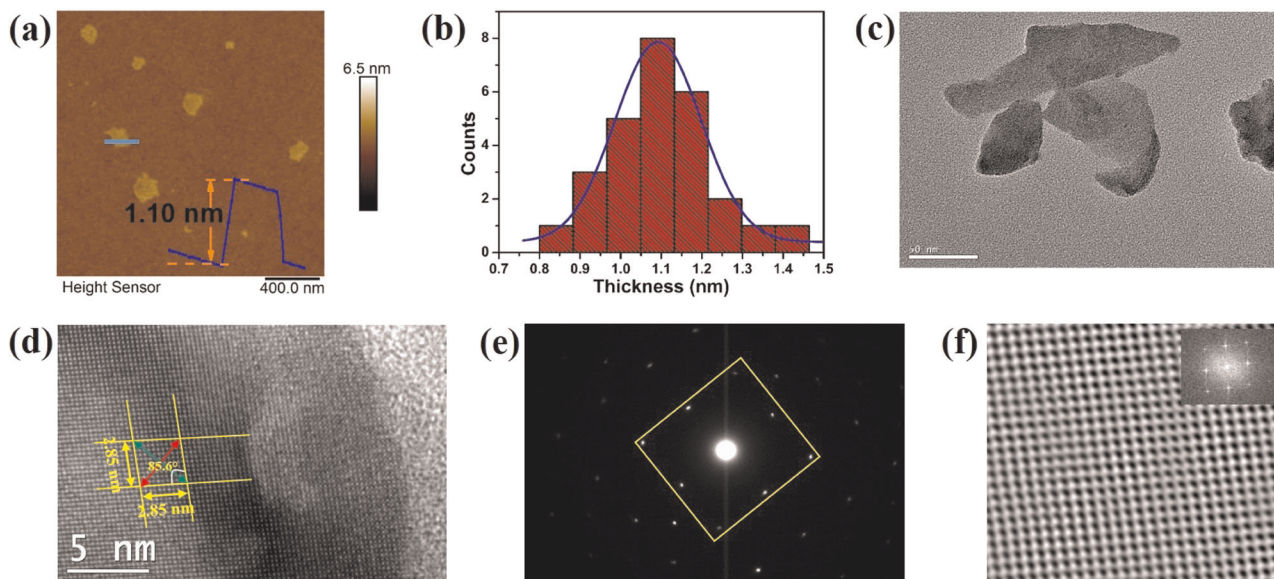 (a)
6.5 nm
1.10 nm
Height Sensor
400.0 nm
(b)
Counts
8
6
4
2
0
0.7 0.8 0.9 1.0 1.1 1.2 1.3 1.4 1.5
Thickness (nm)
(c)
50 nm
(d)
2.85 nm
85.6°
2.85 nm
5 nm
(e)
(f)